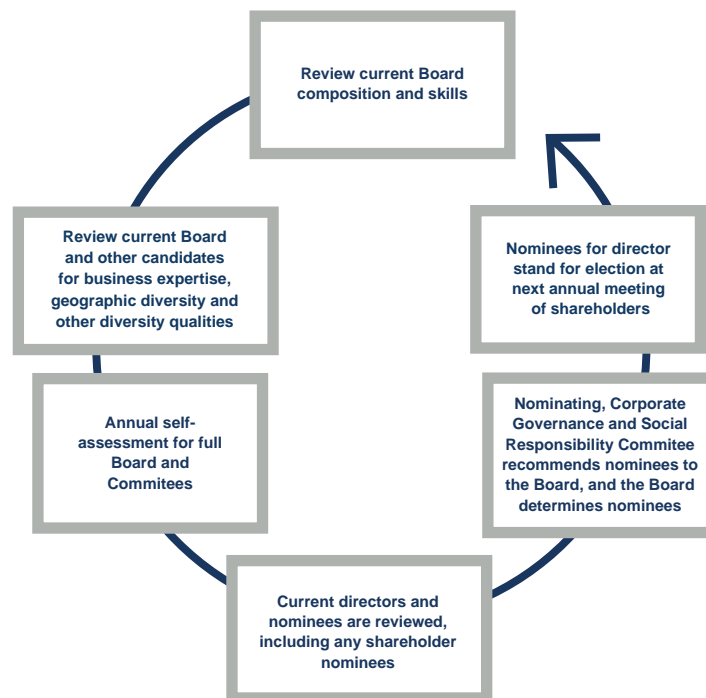 Review current Board
composition and skills
Review current Board
and other candidates
for business expertise,
geographic diversity and
other diversity qualities
Annual self-
assessment for full
Board and
Commitees
Current directors and
nominees are reviewed,
including any shareholder
nominees
Nominating, Corporate
Governance and Social
Responsibility Commitee
recommends nominees to
the Board, and the Board
determines nominees
Nominees for director
stand for election at
next annual meeting
of shareholders